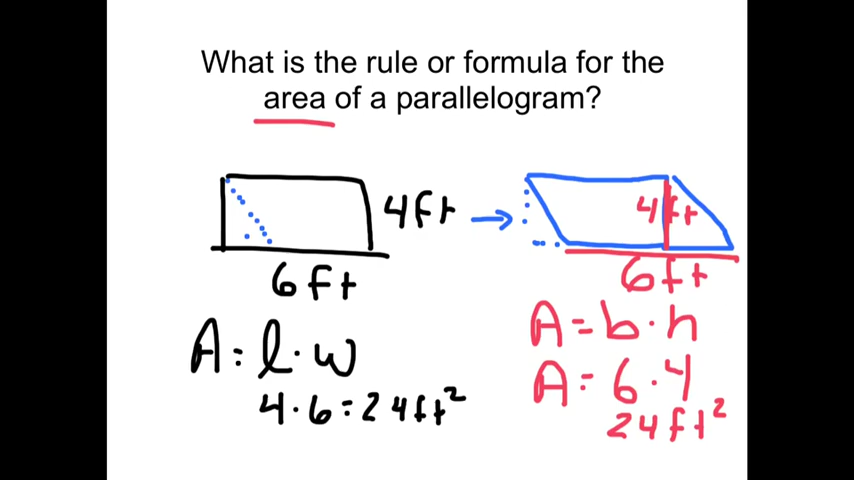 What is the rule or formula for the
area of a parallelogram?
4ft
6ft
A = l · w
4 · 6 = 24ft²
4ft
6ft
A = b · h
A = 6 · 4
24ft²